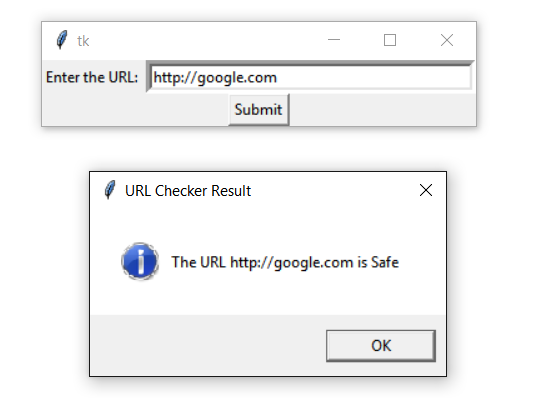 tk
Enter the URL: http://google.com
Submit
URL Checker Result
The URL http://google.com is Safe
OK